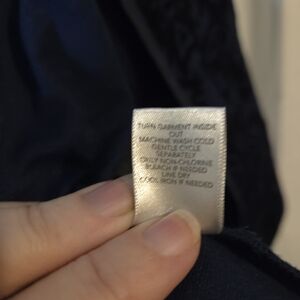 TURN GARMENT INSIDE
OUT
MACHINE WASH COLD
GENTLE CYCLE
SEPARATELY
ONLY NON-CHLORINE
BLEACH IF NEEDED
LINE DRY
COOL IRON IF NEEDED